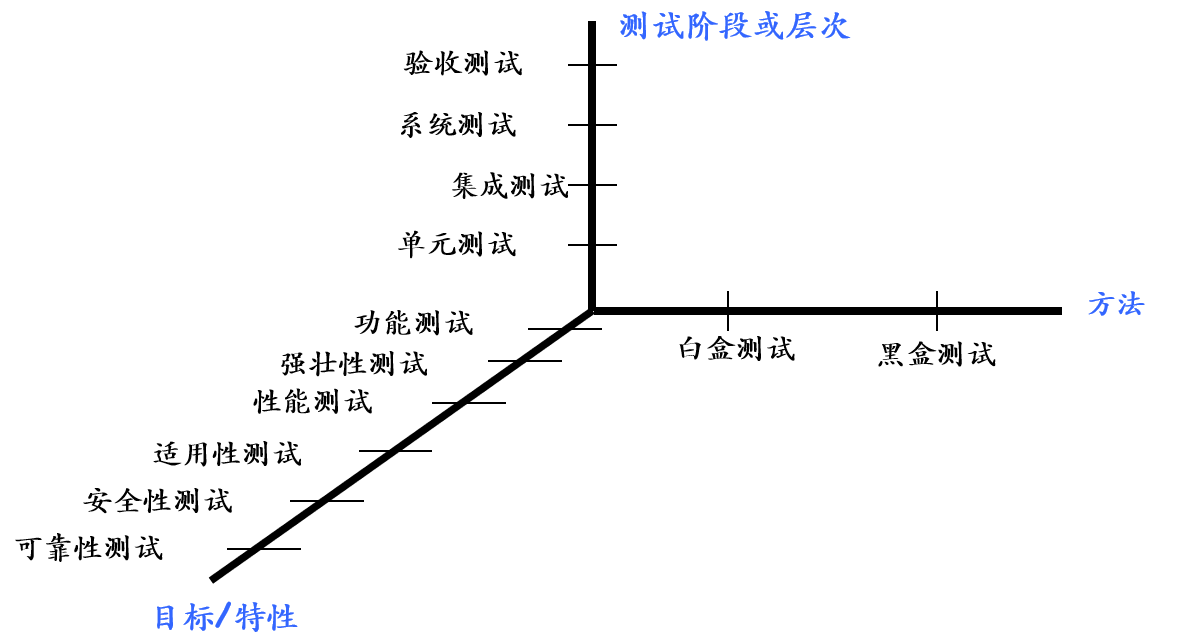 测试阶段或层次
验收测试
系统测试
集成测试
单元测试
方法
功能测试
白盒测试
黑盒测试
强壮性测试
性能测试
适用性测试
安全性测试
可靠性测试
目标/特性